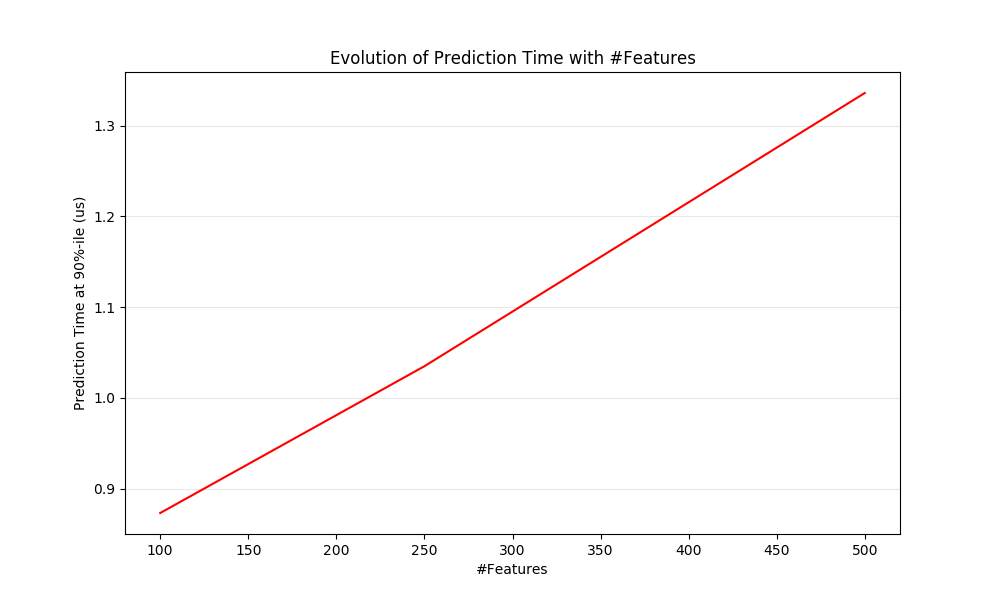 Evolution of Prediction Time with #Features
Prediction Time at 90%-ile (us)
1.3
1.2
1.1
1.0
0.9
100 150 200 250 300 350 400 450 500
#Features